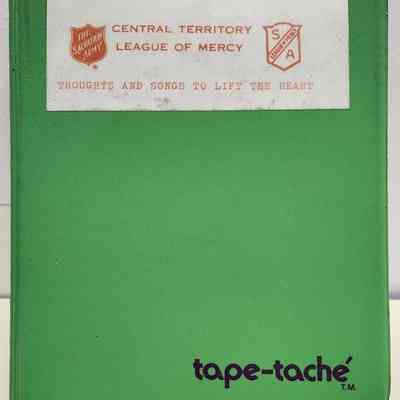 THE
SALVATION
ARMY
®
CENTRAL TERRITORY
LEAGUE OF MERCY
S
A
THOUGHTS AND SONGS TO LIFT THE HEART
tape-taché
T.M.